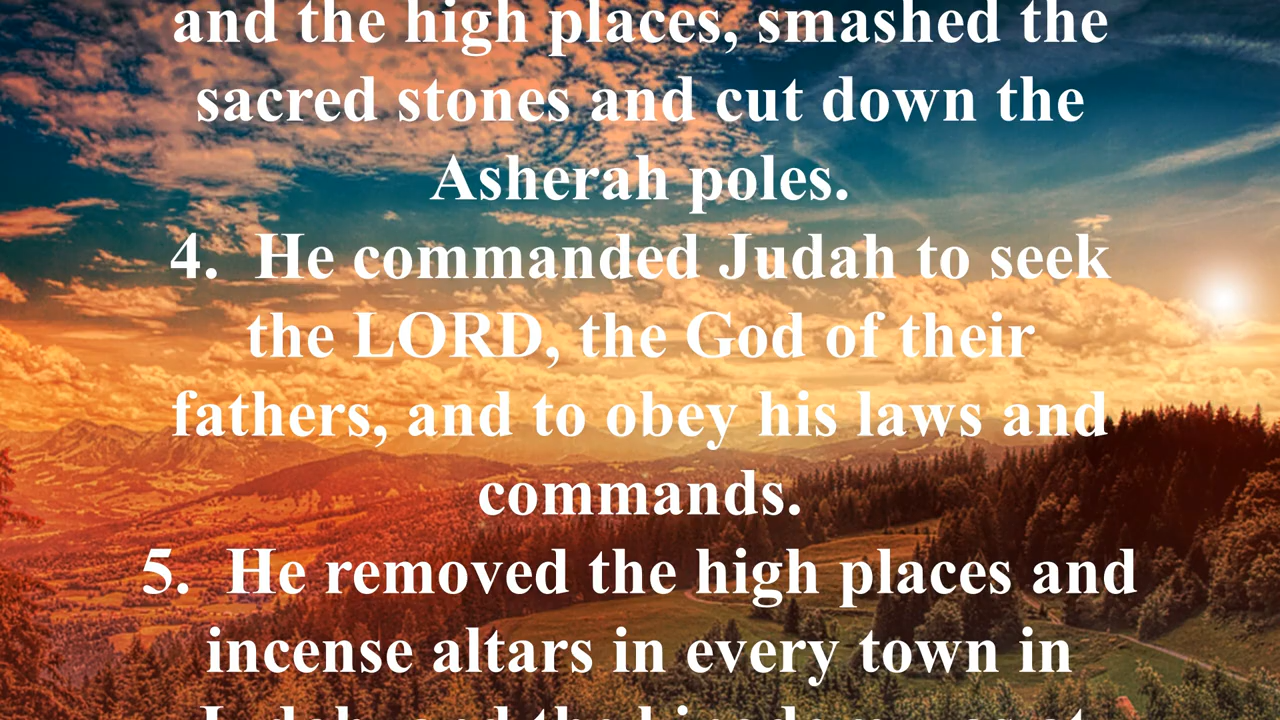 and the high places, smashed the
sacred stones and cut down the
Asherah poles.
4. He commanded Judah to seek
the LORD, the God of their
fathers, and to obey his laws and
commands.
5. He removed the high places and
incense altars in every town in